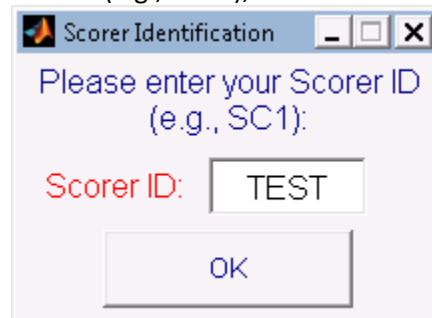 Scorer Identification
Please enter your Scorer ID
(e.g., SC1):
Scorer ID: TEST
OK